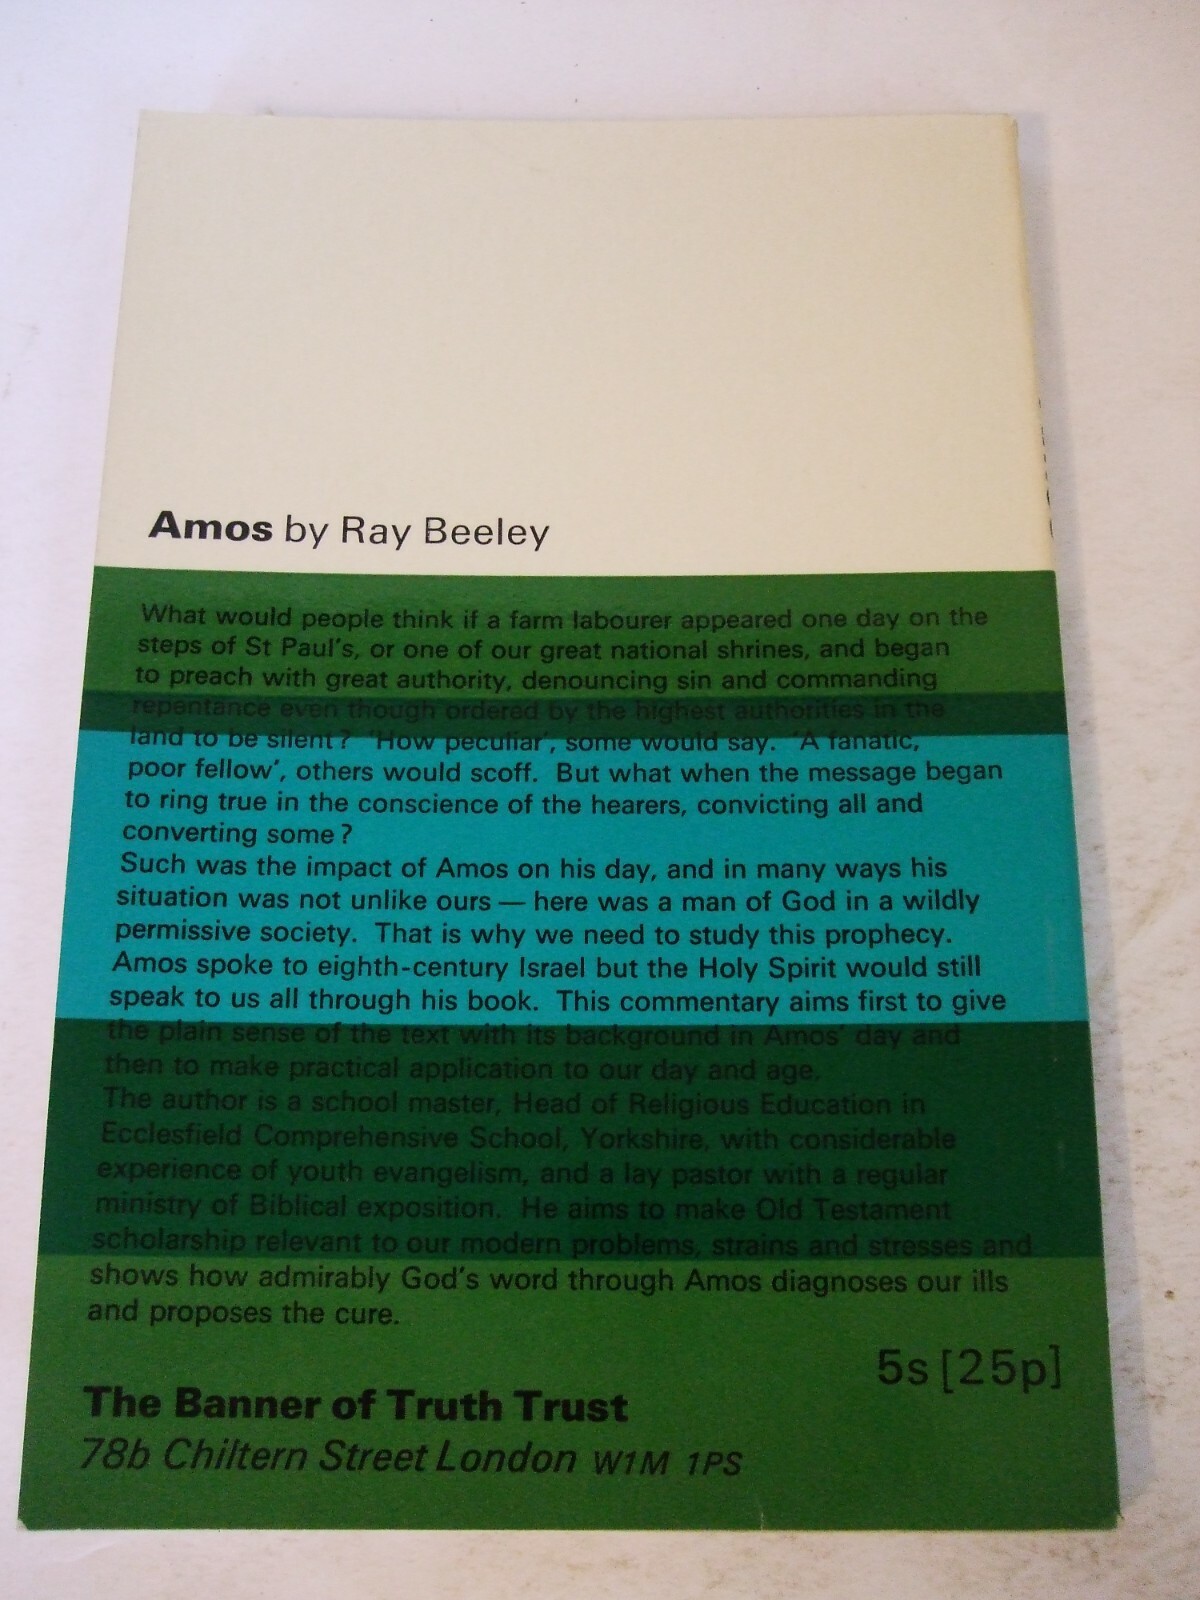 Amos by Ray Beeley
What would people think if a farm labourer appeared one day on the
steps of St Paul's, or one of our great national shrines, and began
to preach with great authority, denouncing sin and commanding
repentance even though ordered by the highest authorities in the
land to be silent? 'How peculiar', some would say. 'A fanatic,
poor fellow', others would scoff. But what when the message began
to ring true in the conscience of the hearers, convicting all and
converting some?
Such was the impact of Amos on his day, and in many ways his
situation was not unlike ours — here was a man of God in a wildly
permissive society. That is why we need to study this prophecy.
Amos spoke to eighth-century Israel but the Holy Spirit would still
speak to us all through his book. This commentary aims first to give
the plain sense of the text with its background in Amos' day and
then to make practical application to our day and age.
The author is a school master, Head of Religious Education in
Ecclesfield Comprehensive School, Yorkshire, with considerable
experience of youth evangelism, and a lay pastor with a regular
ministry of Biblical exposition. He aims to make Old Testament
scholarship relevant to our modern problems, strains and stresses and
shows how admirably God's word through Amos diagnoses our ills
and proposes the cure.
5s [25p]
The Banner of Truth Trust
78b Chiltern Street London W1M 1PS